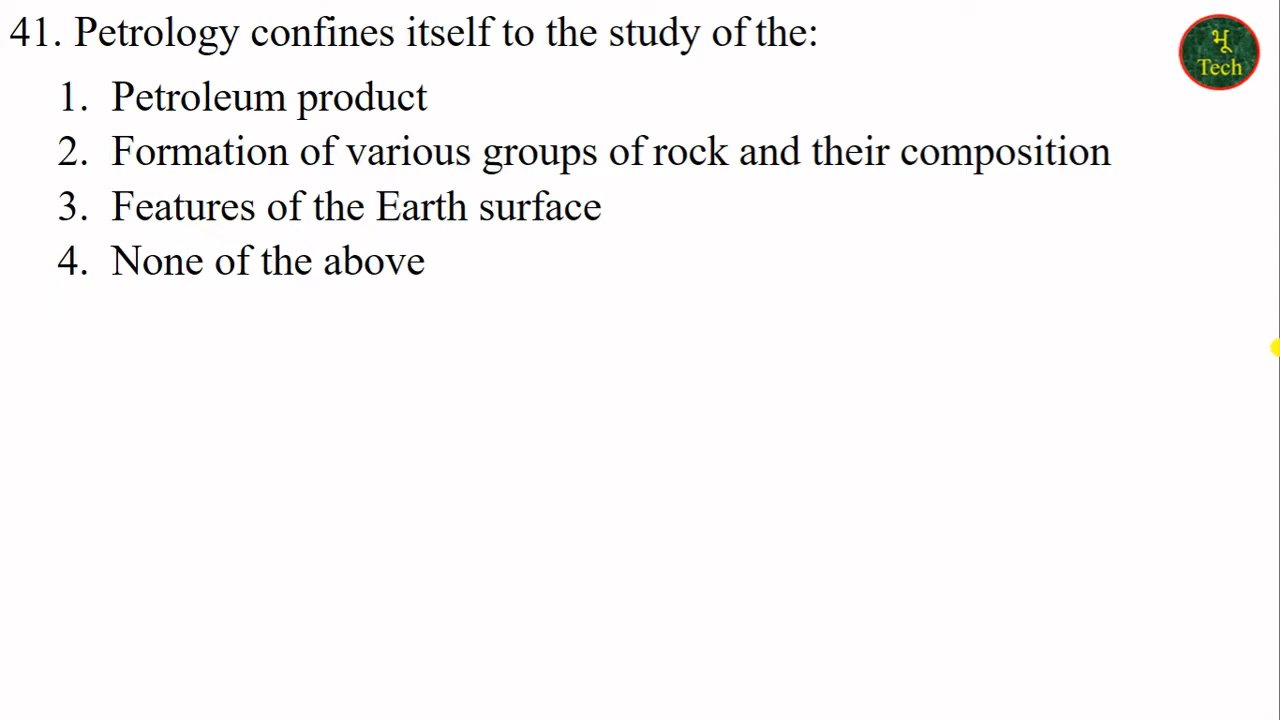 41. Petrology confines itself to the study of the:
भू
Tech
1. Petroleum product
2. Formation of various groups of rock and their composition
3. Features of the Earth surface
4. None of the above